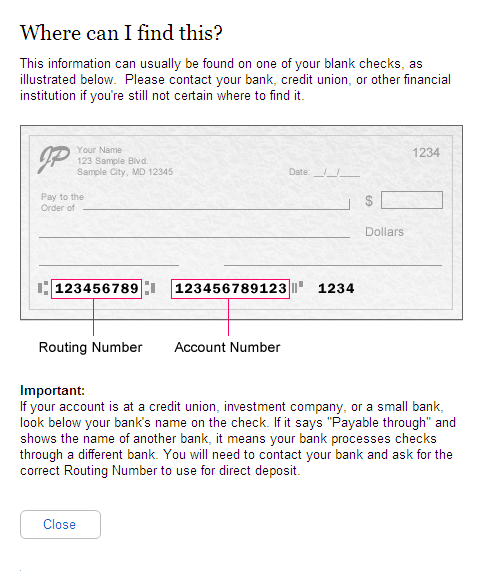 Where can I find this?
This information can usually be found on one of your blank checks, as
illustrated below.  Please contact your bank, credit union, or other financial
institution if you're still not certain where to find it.
JP
Your Name
123 Sample Blvd.
Sample City, MD 12345
1234
Date: __/__/____
Pay to the
Order of
$
Dollars
123456789 123456789123 1234
Routing Number Account Number
Important:
If your account is at a credit union, investment company, or a small bank,
look below your bank's name on the check. If it says "Payable through" and
shows the name of another bank, it means your bank processes checks
through a different bank. You will need to contact your bank and ask for the
correct Routing Number to use for direct deposit.
Close